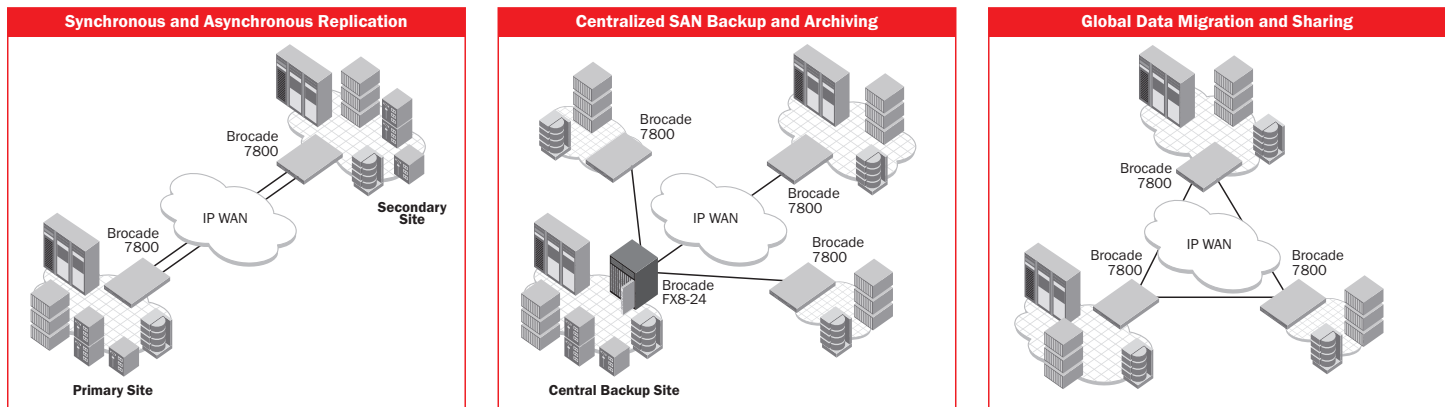 Synchronous and Asynchronous Replication
Brocade
7800
IP WAN
Secondary
Site
Brocade
7800
Primary Site
Centralized SAN Backup and Archiving
Brocade
7800
Brocade
7800
IP WAN
Brocade
7800
Brocade
FX8-24
Central Backup Site
Global Data Migration and Sharing
Brocade
7800
IP WAN
Brocade
7800
Brocade
7800